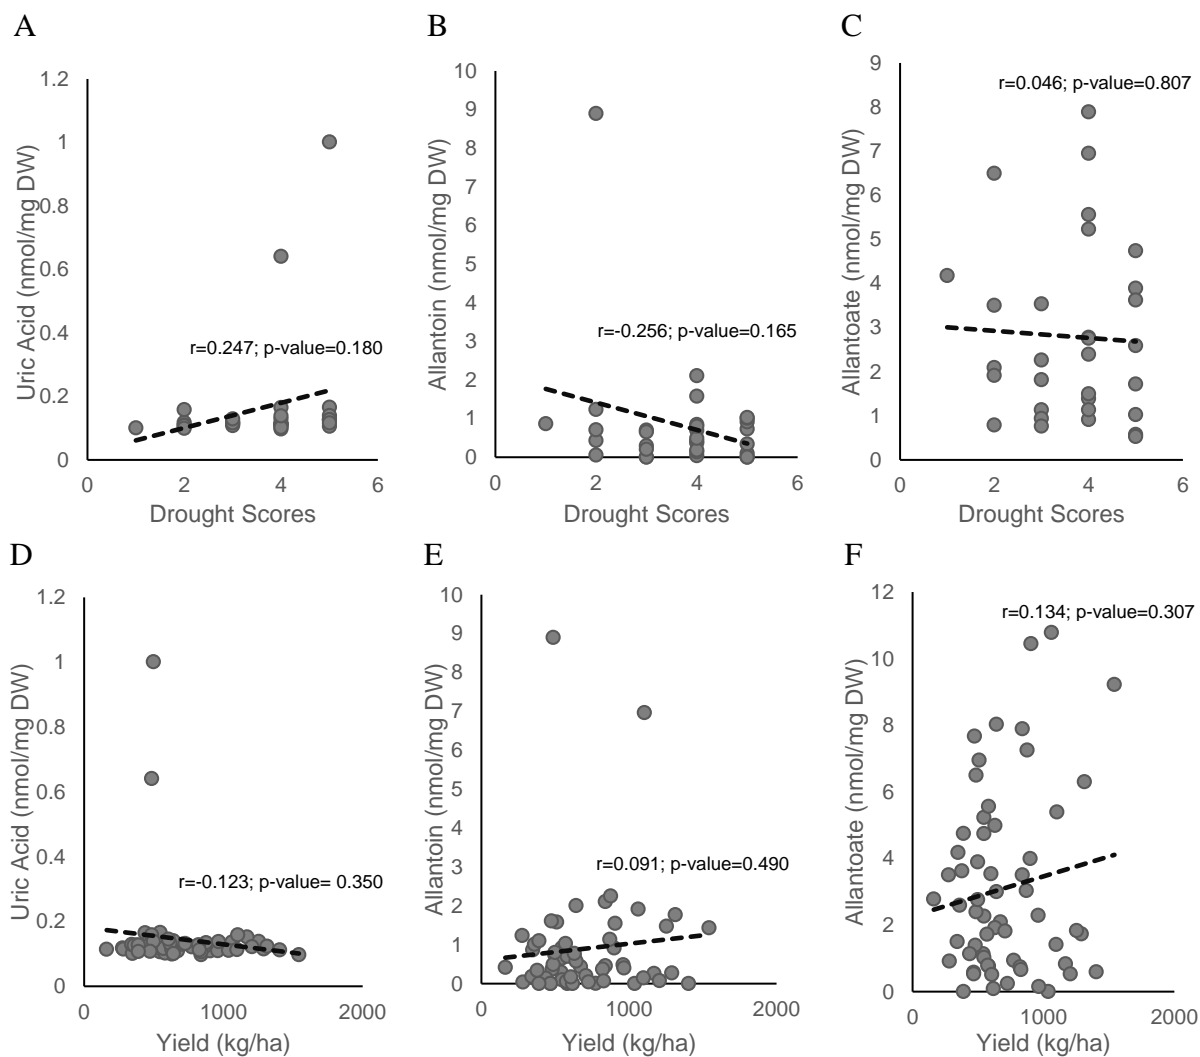 A
Uric Acid (nmol/mg DW)
1.2
1
0.8
0.6
0.4
0.2
0
r=0.247; p-value=0.180
0 2 4 6
Drought Scores
B
Allantoin (nmol/mg DW)
10
9
8
7
6
5
4
3
2
1
0
r=-0.256; p-value=0.165
0 2 4 6
Drought Scores
C
Allantoate (nmol/mg DW)
9
8
7
6
5
4
3
2
1
0
r=0.046; p-value=0.807
0 2 4 6
Drought Scores
D
Uric Acid (nmol/mg DW)
1.2
1
0.8
0.6
0.4
0.2
0
r=-0.123; p-value= 0.350
0 1000 2000
Yield (kg/ha)
E
Allantoin (nmol/mg DW)
10
9
8
7
6
5
4
3
2
1
0
r=0.091; p-value=0.490
0 1000 2000
Yield (kg/ha)
F
Allantoate (nmol/mg DW)
12
10
8
6
4
2
0
r=0.134; p-value=0.307
0 1000 2000
Yield (kg/ha)